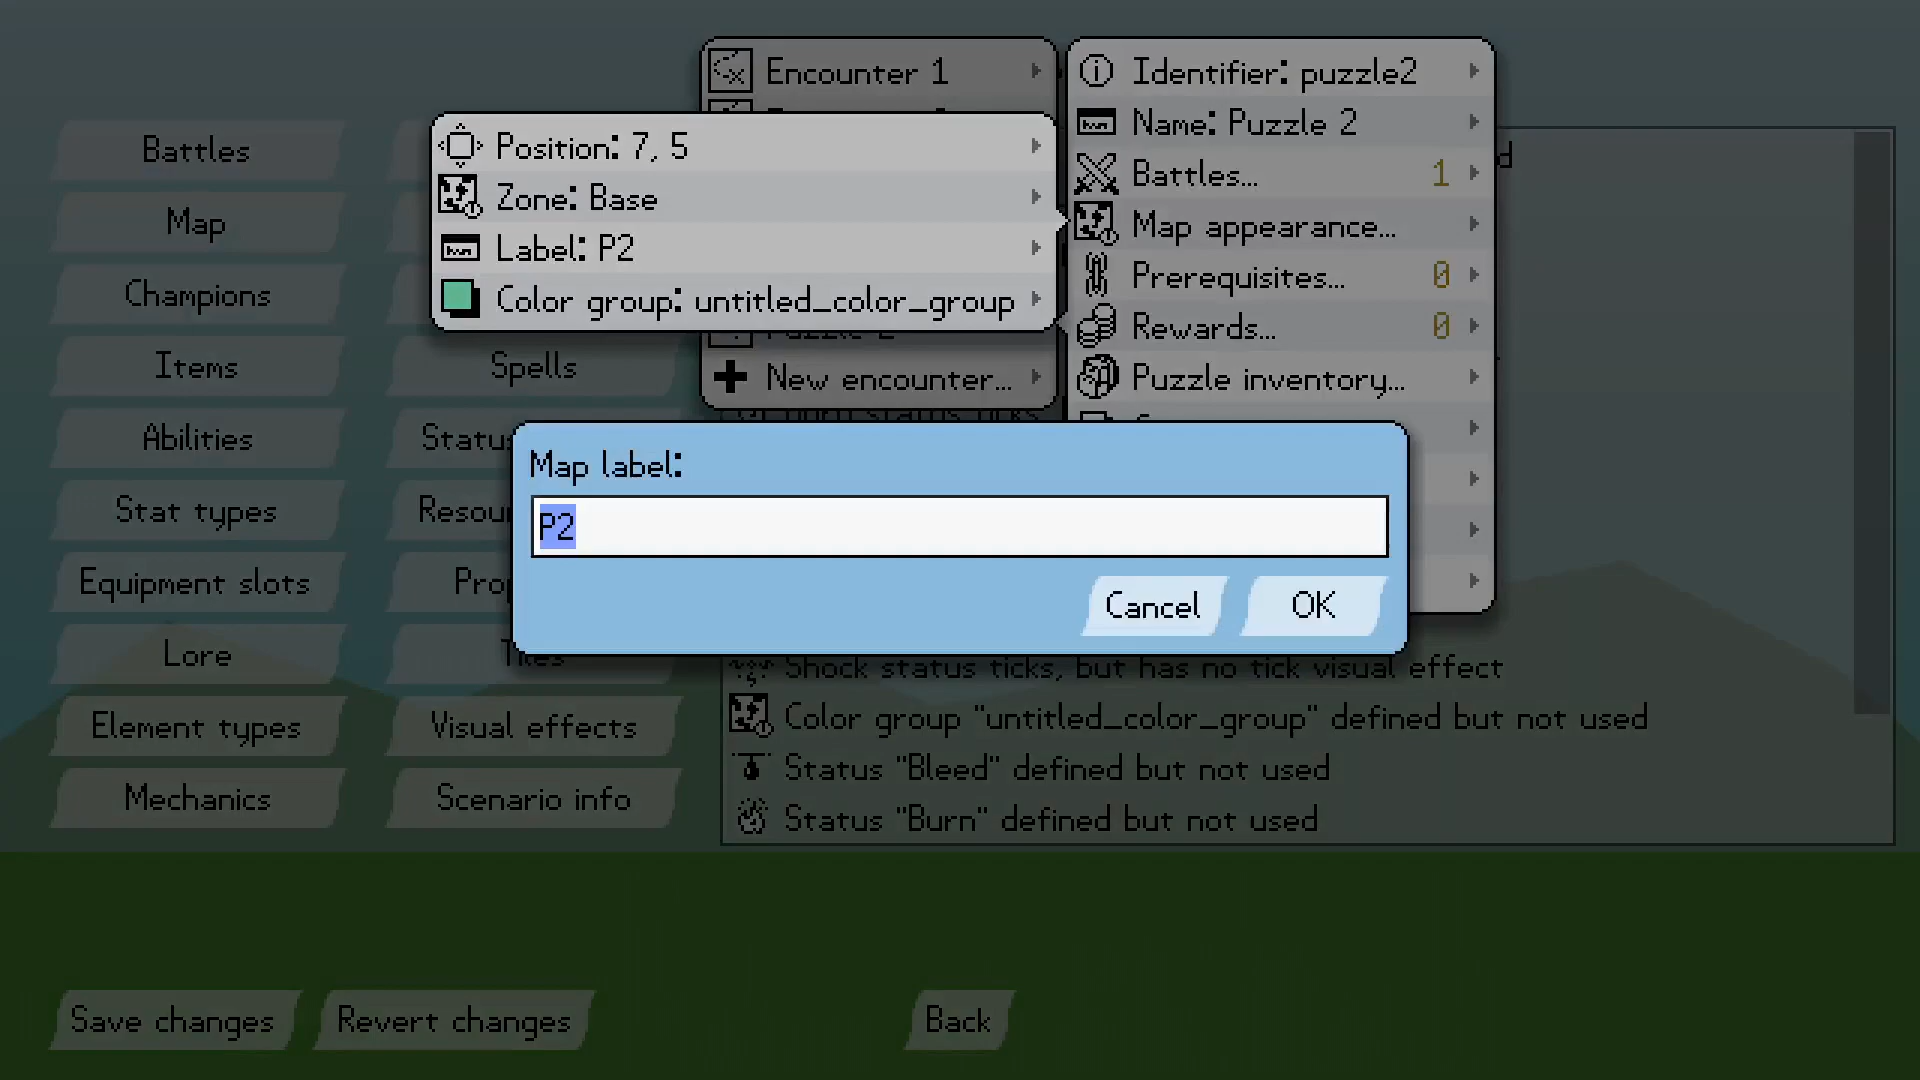 Encounter 1
Identifier: puzzle2
Name: Puzzle 2
Battles... 1
Map appearance...
Prerequisites... 0
Rewards... 0
Puzzle inventory...
Position: 7, 5
Zone: Base
Label: P2
Color group: untitled_color_group
New encounter...
Map label:
P2
Cancel
OK
Battles
Map
Champions
Items
Spells
Abilities
Stat types
Equipment slots
Lore
Element types
Visual effects
Mechanics
Scenario info
Shock status ticks, but has no tick visual effect
Color group "untitled_color_group" defined but not used
Status "Bleed" defined but not used
Status "Burn" defined but not used
Save changes
Revert changes
Back